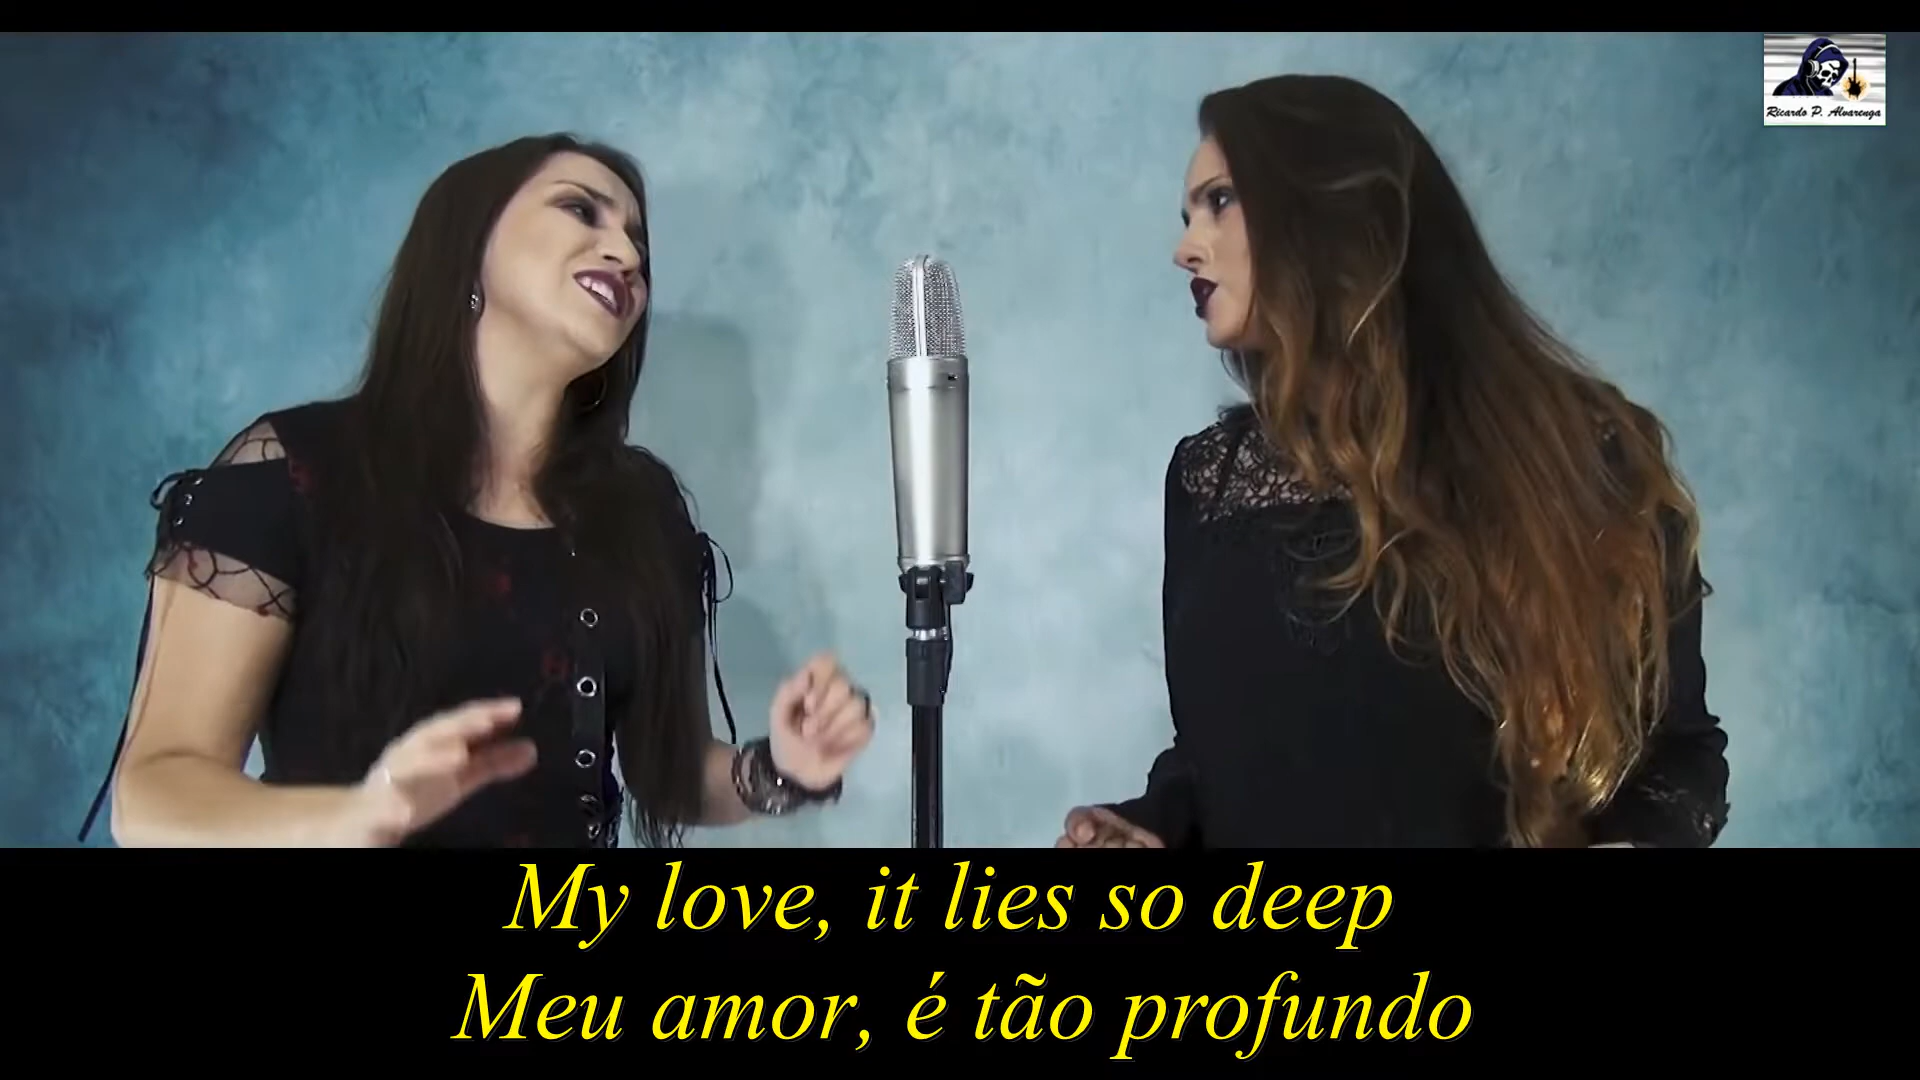 Ricardo P. Alvarenga
My love, it lies so deep
Meu amor, é tão profundo